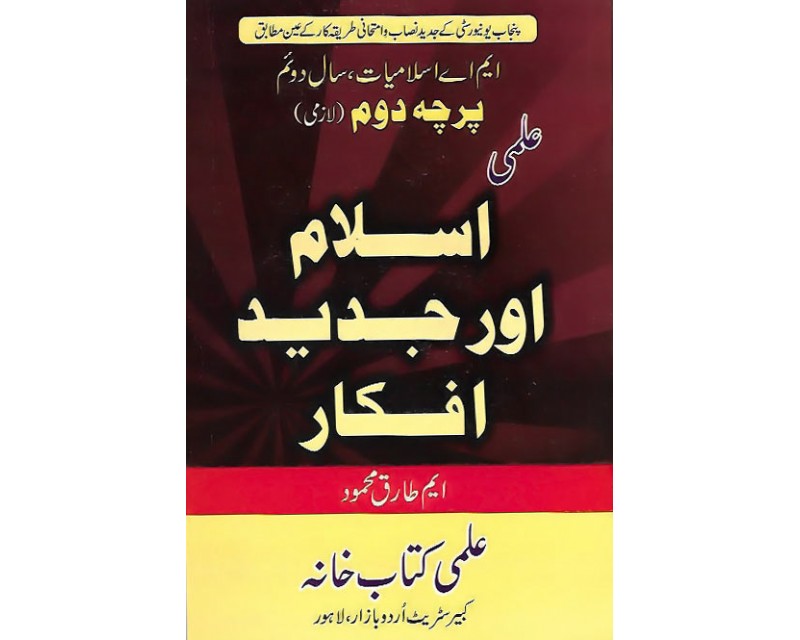 پنجاب یونیورسٹی کے جدید نصاب و امتحانی طریقہ کار کے عین مطابق
ایم اے اسلامیات، سال دوئم
پرچہ دوم (لازمی)
علمی
اسلام
اور جدید
افکار
ایم طارق محمود
علمی کتاب خانہ
کبیر سٹریٹ اُردو بازار، لاہور